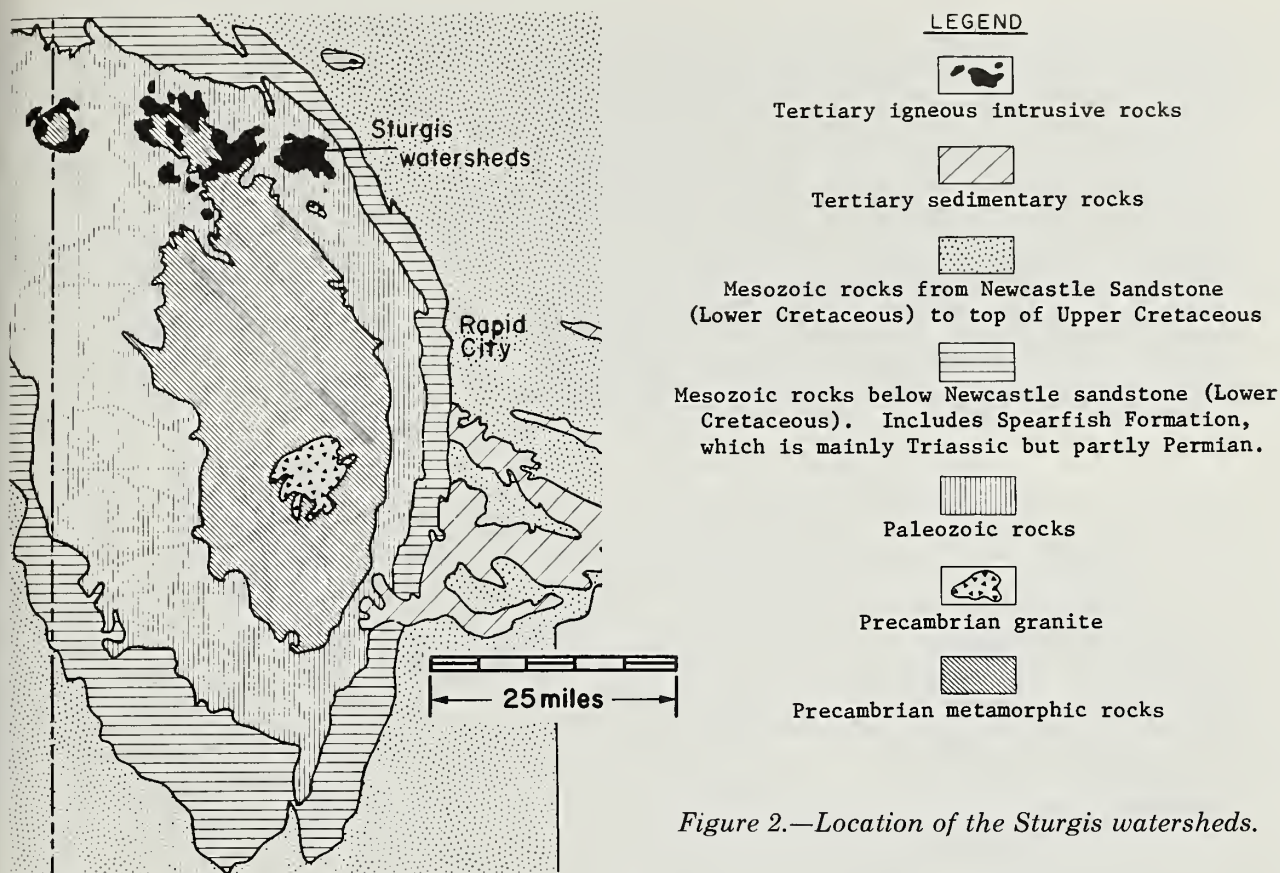 Sturgis
watersheds
Rapid
City
25 miles
LEGEND
Tertiary igneous intrusive rocks
Tertiary sedimentary rocks
Mesozoic rocks from Newcastle Sandstone
(Lower Cretaceous) to top of Upper Cretaceous
Mesozoic rocks below Newcastle sandstone (Lower
Cretaceous). Includes Spearfish Formation,
which is mainly Triassic but partly Permian.
Paleozoic rocks
Precambrian granite
Precambrian metamorphic rocks
Figure 2.—Location of the Sturgis watersheds.